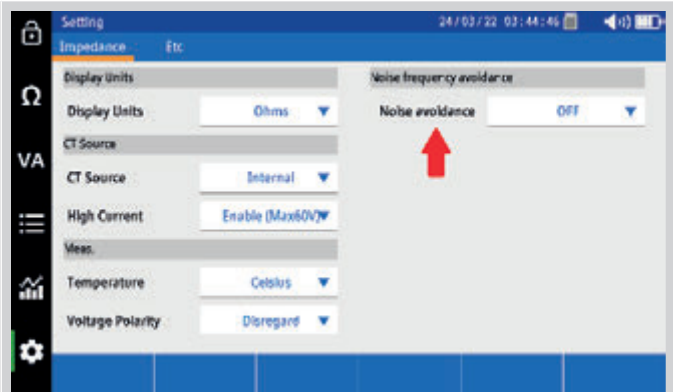 Setting 24/03/22 03:44:46
Impedance Etc
Display Units
Display Units Ohms
CT Source
CT Source Internal
High Current Enable (Max60V)
Meas.
Temperature Celsius
Voltage Polarity Disregard
Noise frequency avoidance
Noise avoidance OFF
Ω
VA